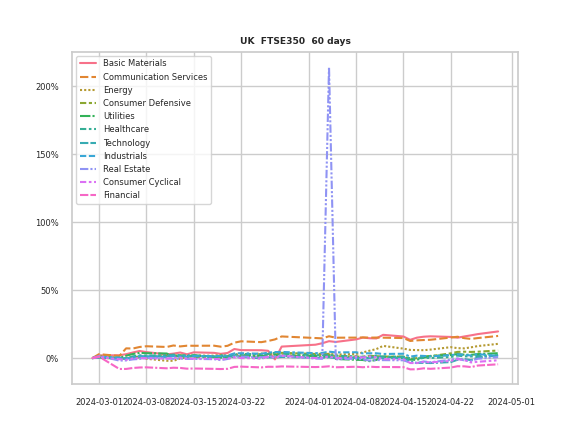 UK FTSE350 60 days
Basic Materials
Communication Services
Energy
Consumer Defensive
Utilities
Healthcare
Technology
Industrials
Real Estate
Consumer Cyclical
Financial
200%
150%
100%
50%
0%
2024-03-01 2024-03-08 2024-03-15 2024-03-22 2024-04-01 2024-04-08 2024-04-15 2024-04-22 2024-05-01